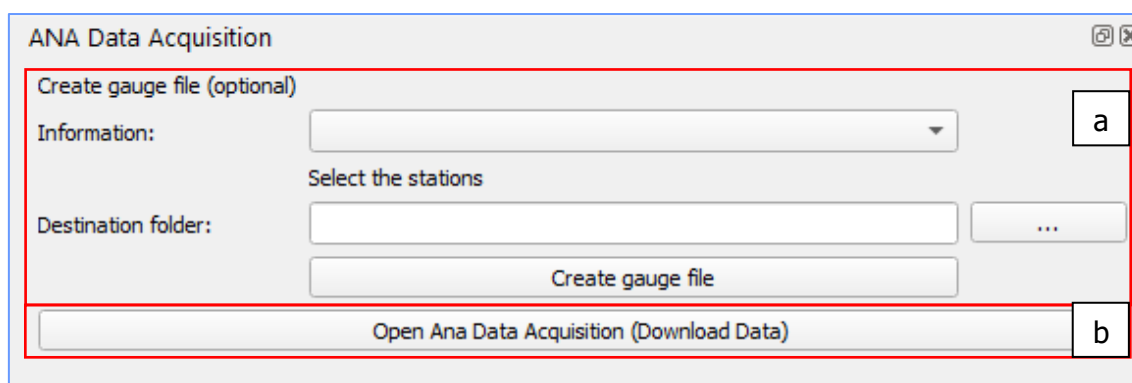 ANA Data Acquisition
Create gauge file (optional)
a
Information:
Select the stations
Destination folder:
...
Create gauge file
Open Ana Data Acquisition (Download Data)
b